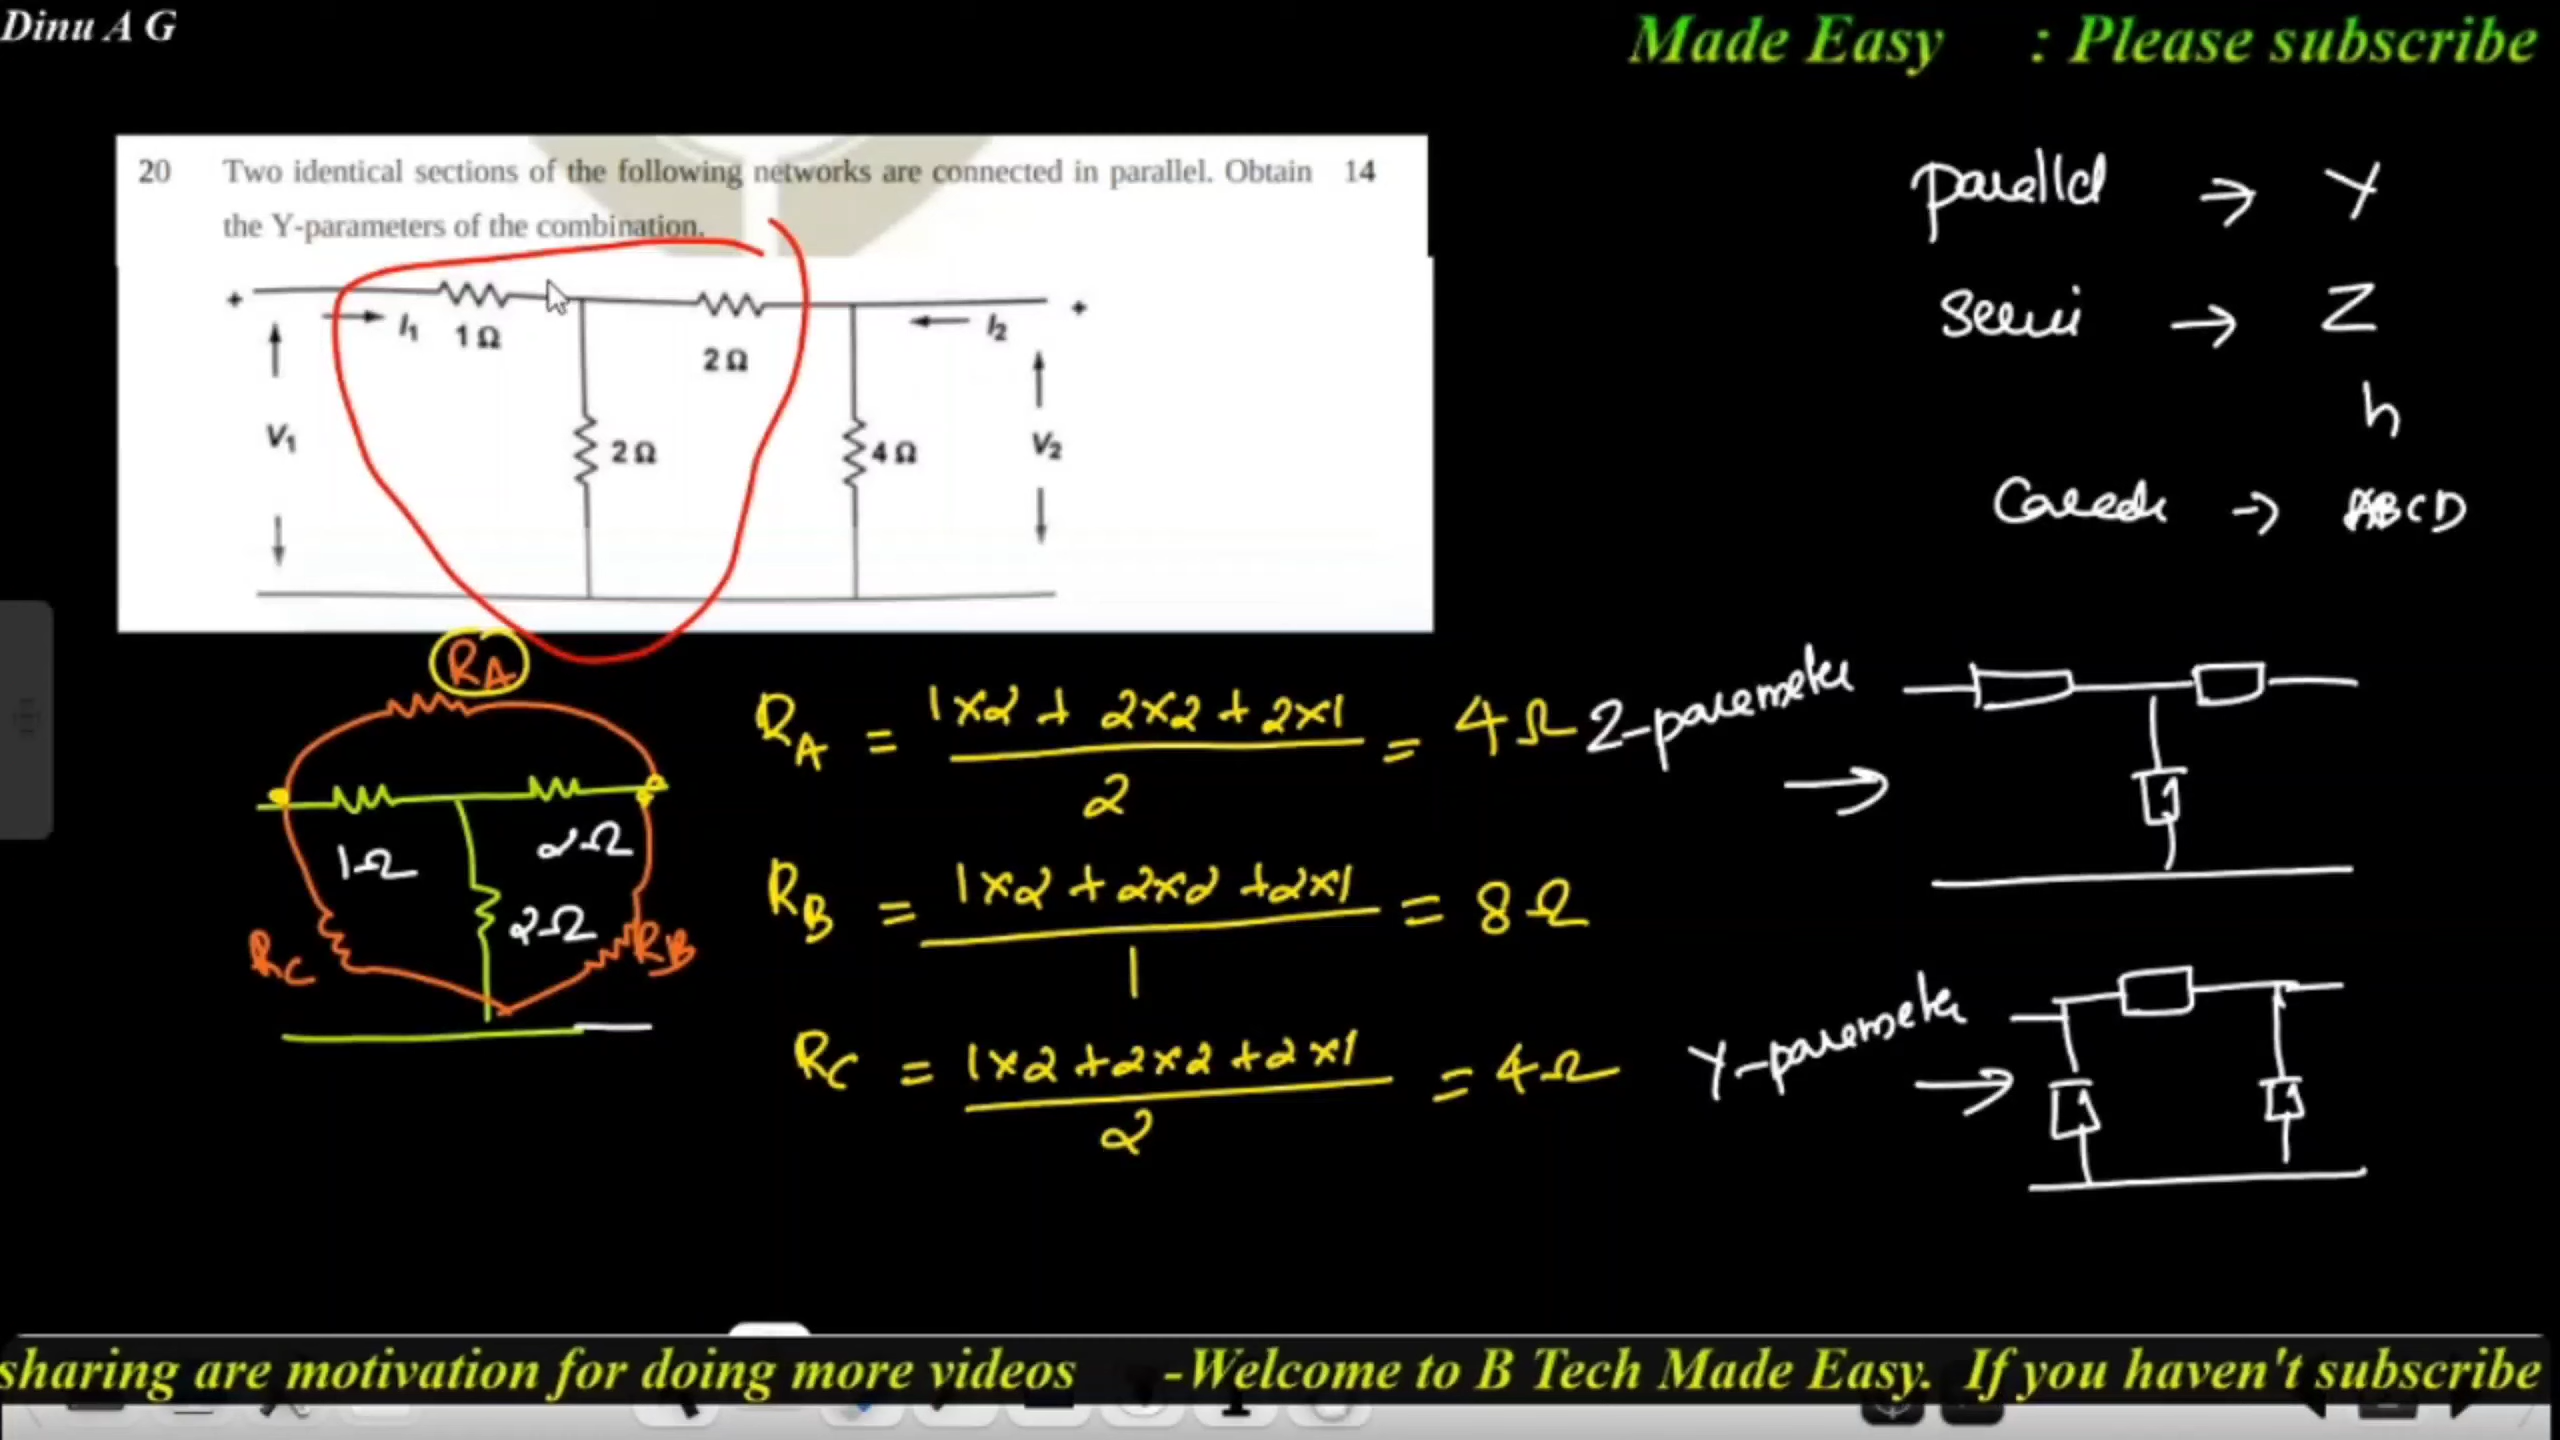 Dinu A G
Made Easy : Please subscribe
20 Two identical sections of the following networks are connected in parallel. Obtain 14
the Y-parameters of the combination.
+ +
I1 1Ω I2
2Ω
V1 2Ω 4Ω V2
→ Y
→ Z
h
→ ABCD
RA
1Ω 2Ω
2Ω
RC RB
RA = 1×2 + 2×2 + 2×1 = 4Ω
2
RB = 1×2 + 2×2 + 2×1 = 8Ω
1
RC = 1×2 + 2×2 + 2×1 = 4Ω
2
Z-parameter
→
Y-parameter
→
sharing are motivation for doing more videos -Welcome to B Tech Made Easy. If you haven't subscribe